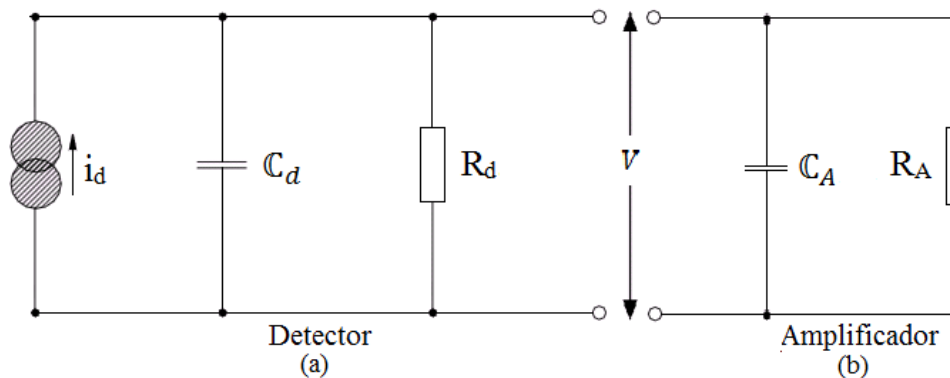 i_d
ℂ_d
R_d
V
ℂ_A
R_A
Detector
(a)
Amplificador
(b)